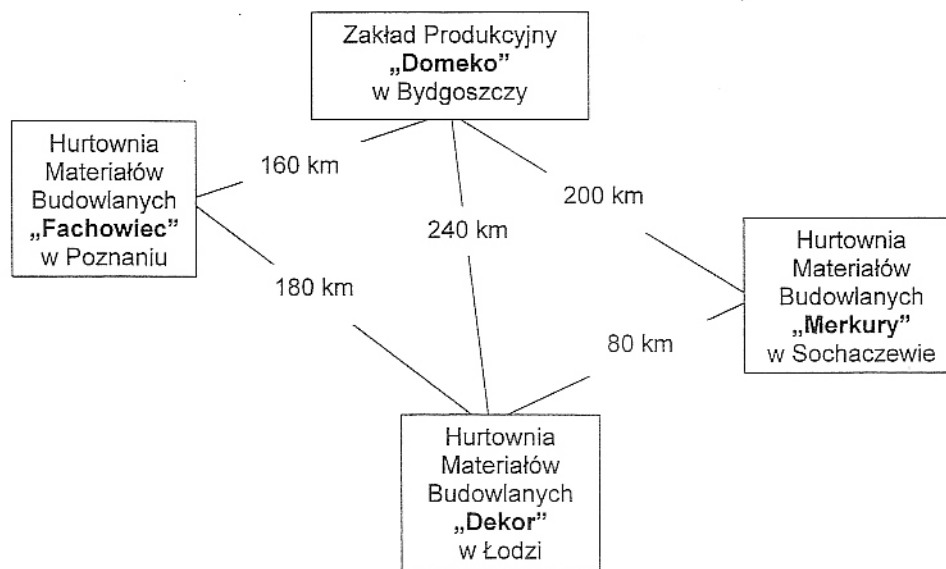 Zakład Produkcyjny
„Domeko”
w Bydgoszczy
Hurtownia
Materiałów
Budowlanych
„Fachowiec”
w Poznaniu
160 km
200 km
240 km
180 km
80 km
Hurtownia
Materiałów
Budowlanych
„Merkury”
w Sochaczewie
Hurtownia
Materiałów
Budowlanych
„Dekor”
w Łodzi